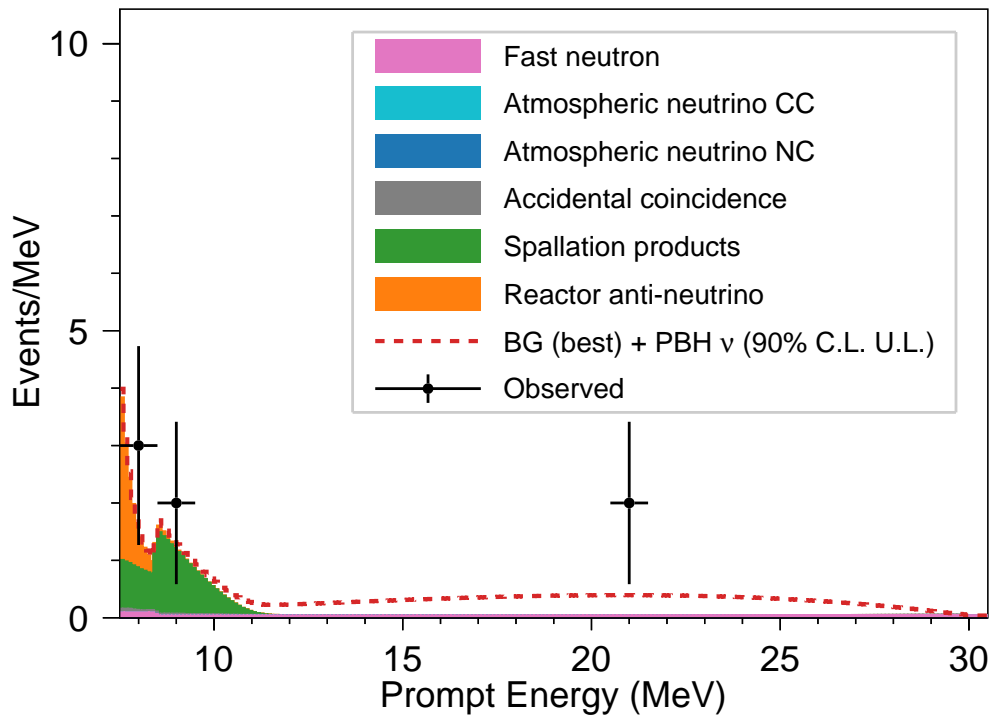 10
5
0
Events/MeV
Fast neutron
Atmospheric neutrino CC
Atmospheric neutrino NC
Accidental coincidence
Spallation products
Reactor anti-neutrino
BG (best) + PBH ν (90% C.L. U.L.)
Observed
10 15 20 25 30
Prompt Energy (MeV)